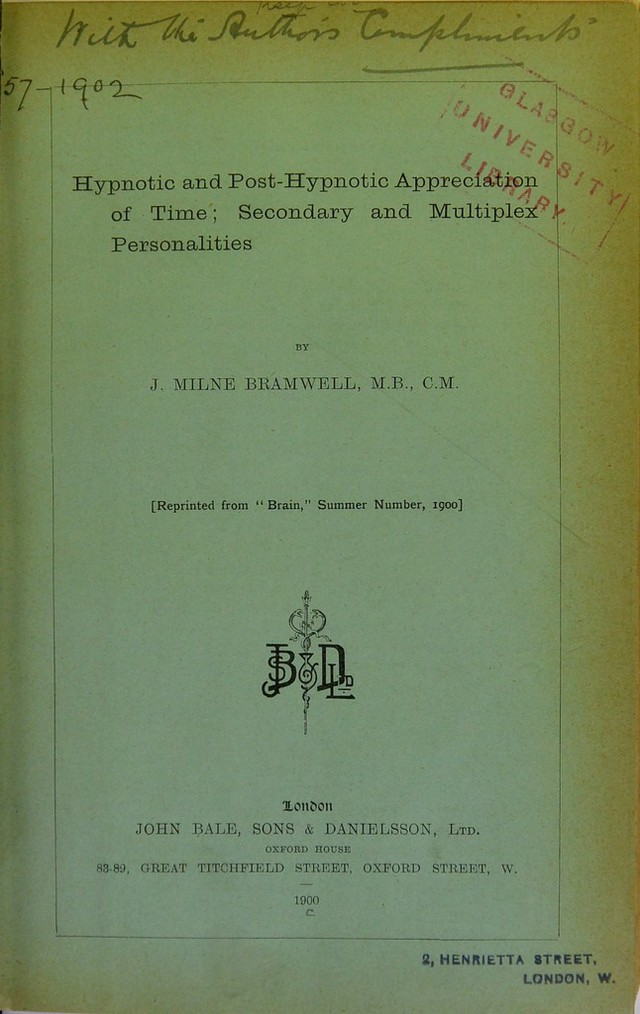 With the Author's Compliments
57-1902
GLASGOW
UNIVERSITY
LIBRARY.
Hypnotic and Post-Hypnotic Appreciation
of Time; Secondary and Multiplex
Personalities
BY
J. MILNE BRAMWELL, M.B., C.M.
[Reprinted from "Brain," Summer Number, 1900]
B & D Ld
London
JOHN BALE, SONS & DANIELSSON, LTD.
OXFORD HOUSE
83-89, GREAT TITCHFIELD STREET, OXFORD STREET, W.
1900
C.
2, HENRIETTA STREET,
LONDON, W.